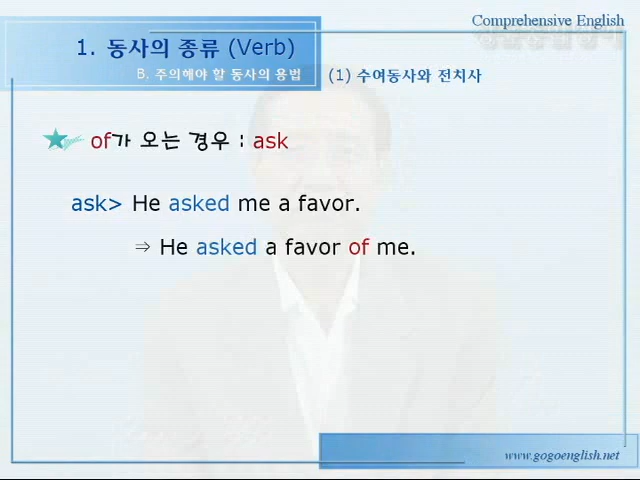 Comprehensive English
1. 동사의 종류 (Verb)
B. 주의해야 할 동사의 용법
(1) 수여동사와 전치사
of가 오는 경우 : ask
ask> He asked me a favor.
⇒ He asked a favor of me.
www.gogoenglish.net